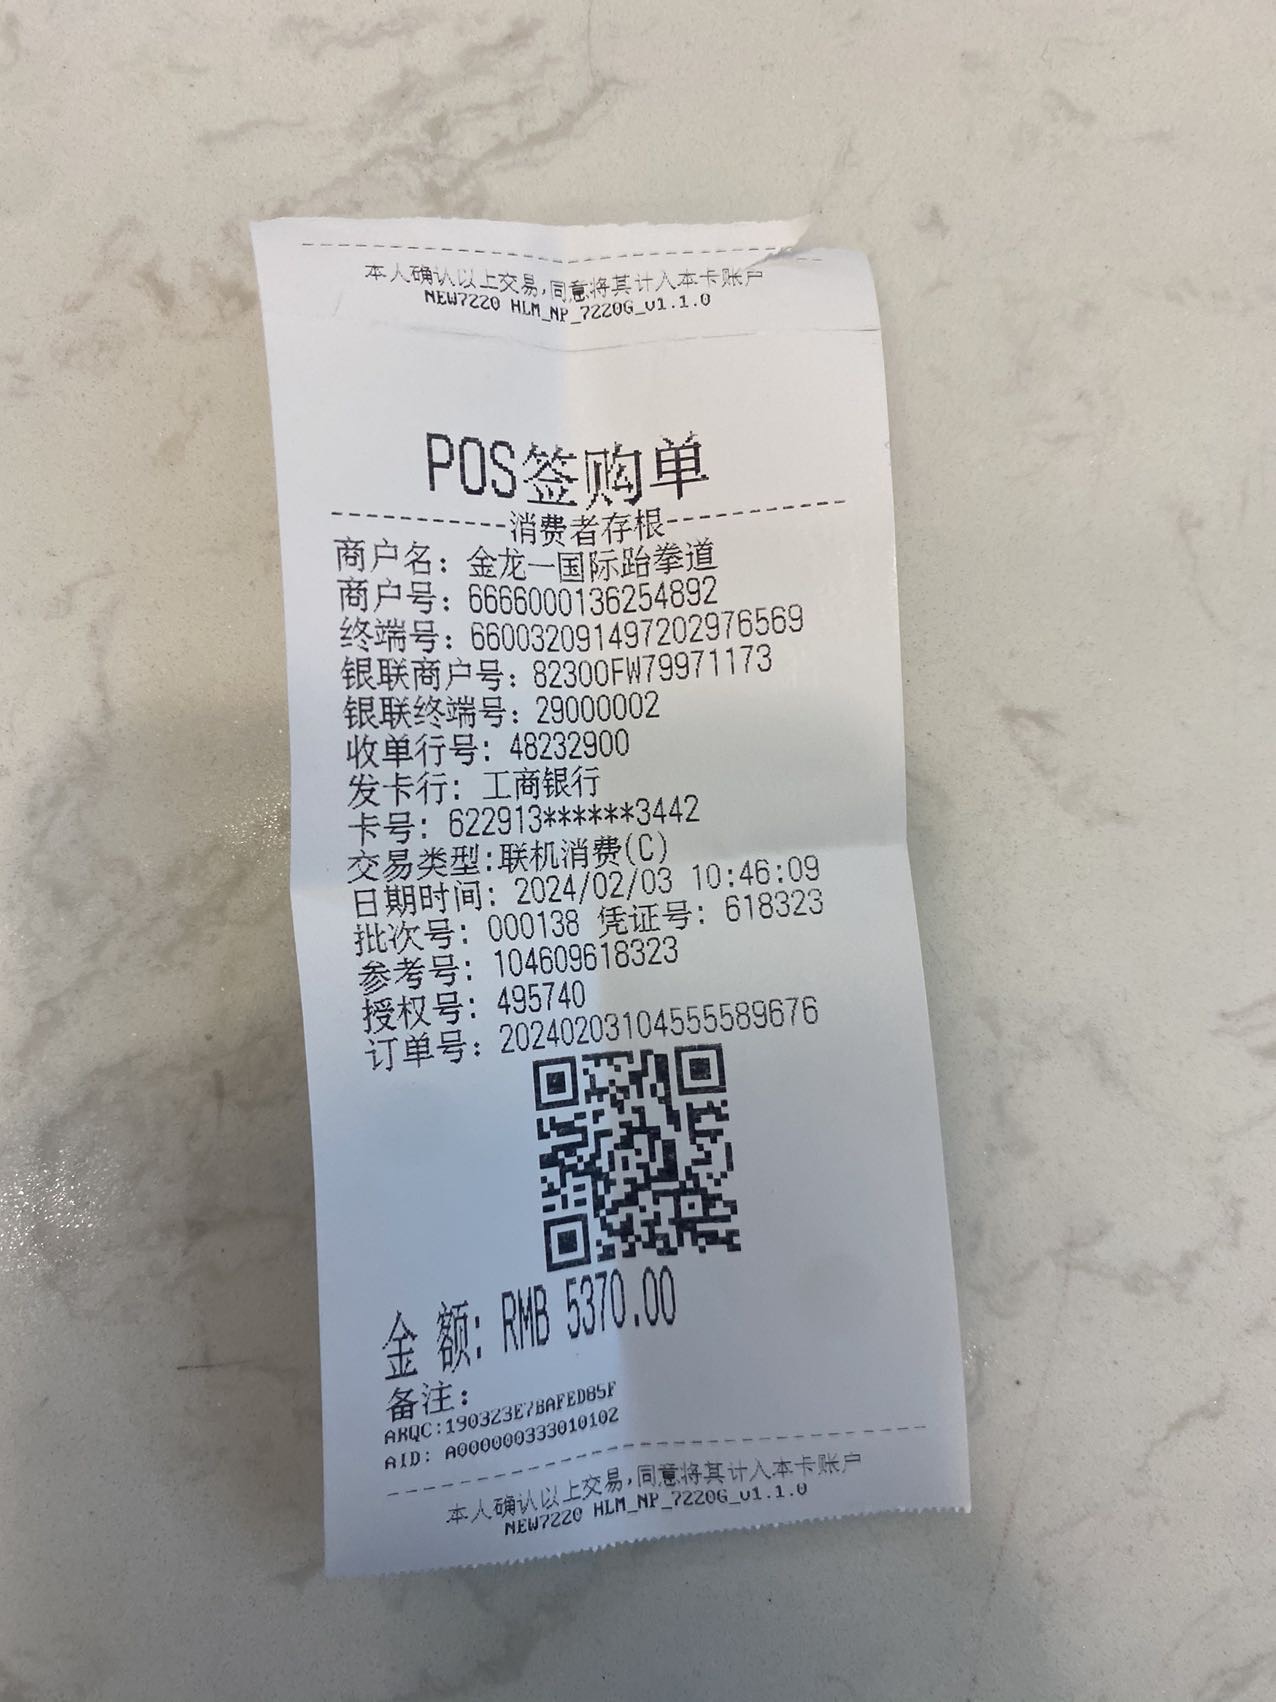 本人确认以上交易,同意将其计入本卡账户
NEW7220 HLM_NP_7220G_v1.1.0
POS签购单
-----------消费者存根-----------
商户名: 金龙一国际跆拳道
商户号: 6666000136254892
终端号: 660032091497202976569
银联商户号: 82300FW79971173
银联终端号: 29000002
收单行号: 48232900
发卡行: 工商银行
卡号: 622913******3442
交易类型:联机消费(C)
日期时间: 2024/02/03 10:46:09
批次号: 000138 凭证号: 618323
参考号: 104609618323
授权号: 495740
订单号: 20240203104555589676
金 额: RMB 5370.00
备注:
ARQC:190323E7BAFED85F
AID: A000000333010102
本人确认以上交易,同意将其计入本卡账户
NEW7220 HLM_NP_7220G_v1.1.0